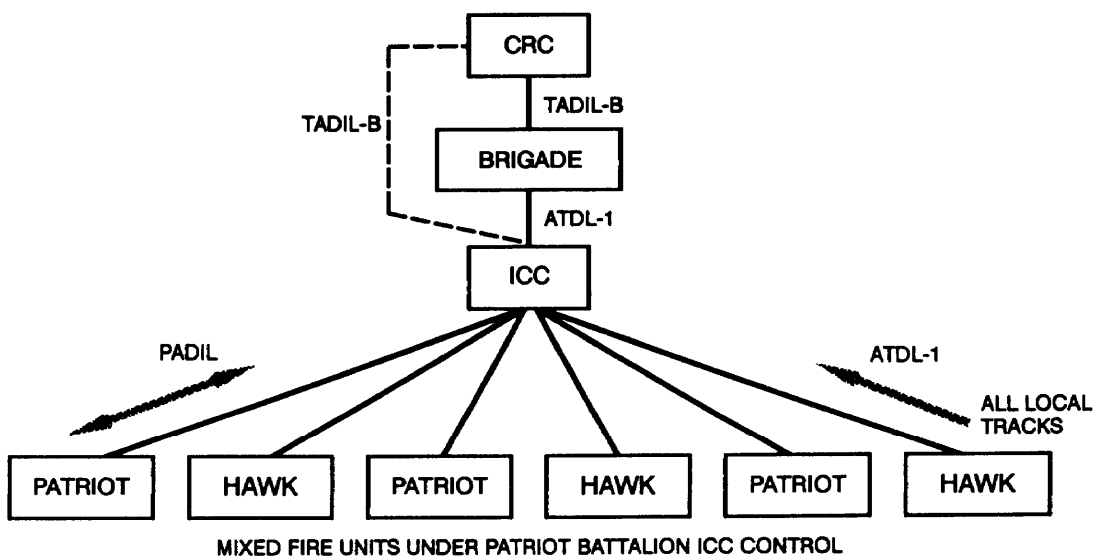 CRC
TADIL-B
TADIL-B
BRIGADE
ATDL-1
ICC
PADIL
ATDL-1
ALL LOCAL
TRACKS
PATRIOT
HAWK
PATRIOT
HAWK
PATRIOT
HAWK
MIXED FIRE UNITS UNDER PATRIOT BATTALION ICC CONTROL